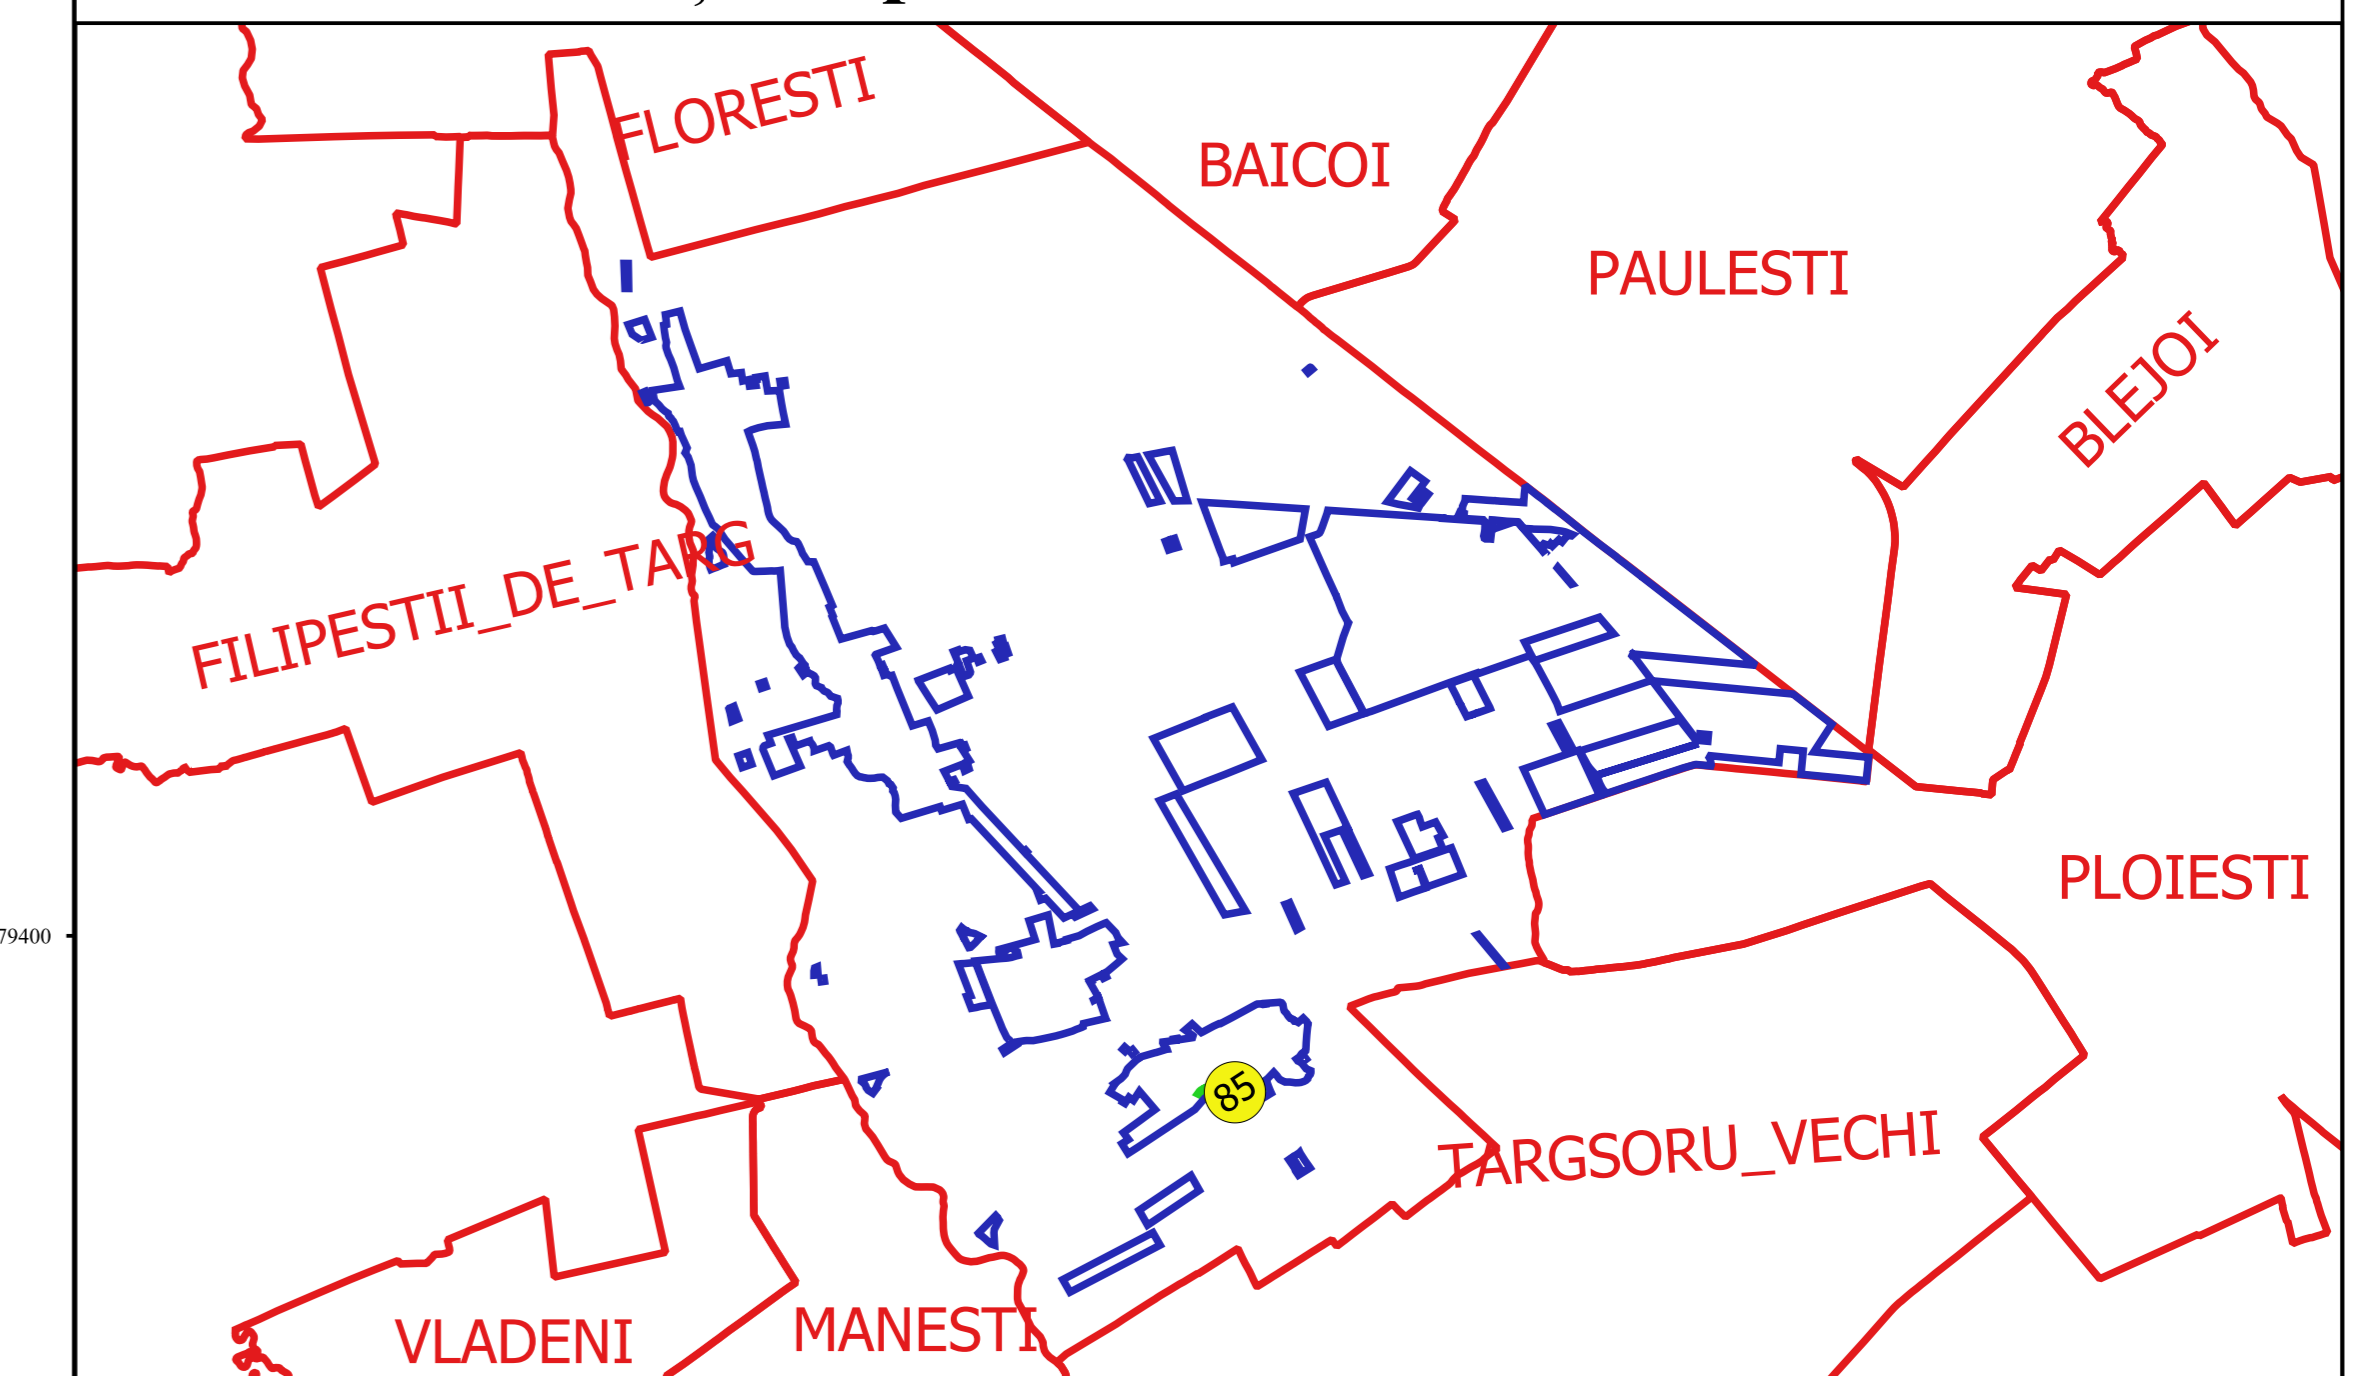 FLORESTI
BAICOI
PAULESTI
BLEJOI
FILIPESTII_DE_TARG
PLOIESTI
79400
85
TARGSORU_VECHI
MANESTI
VLADENI